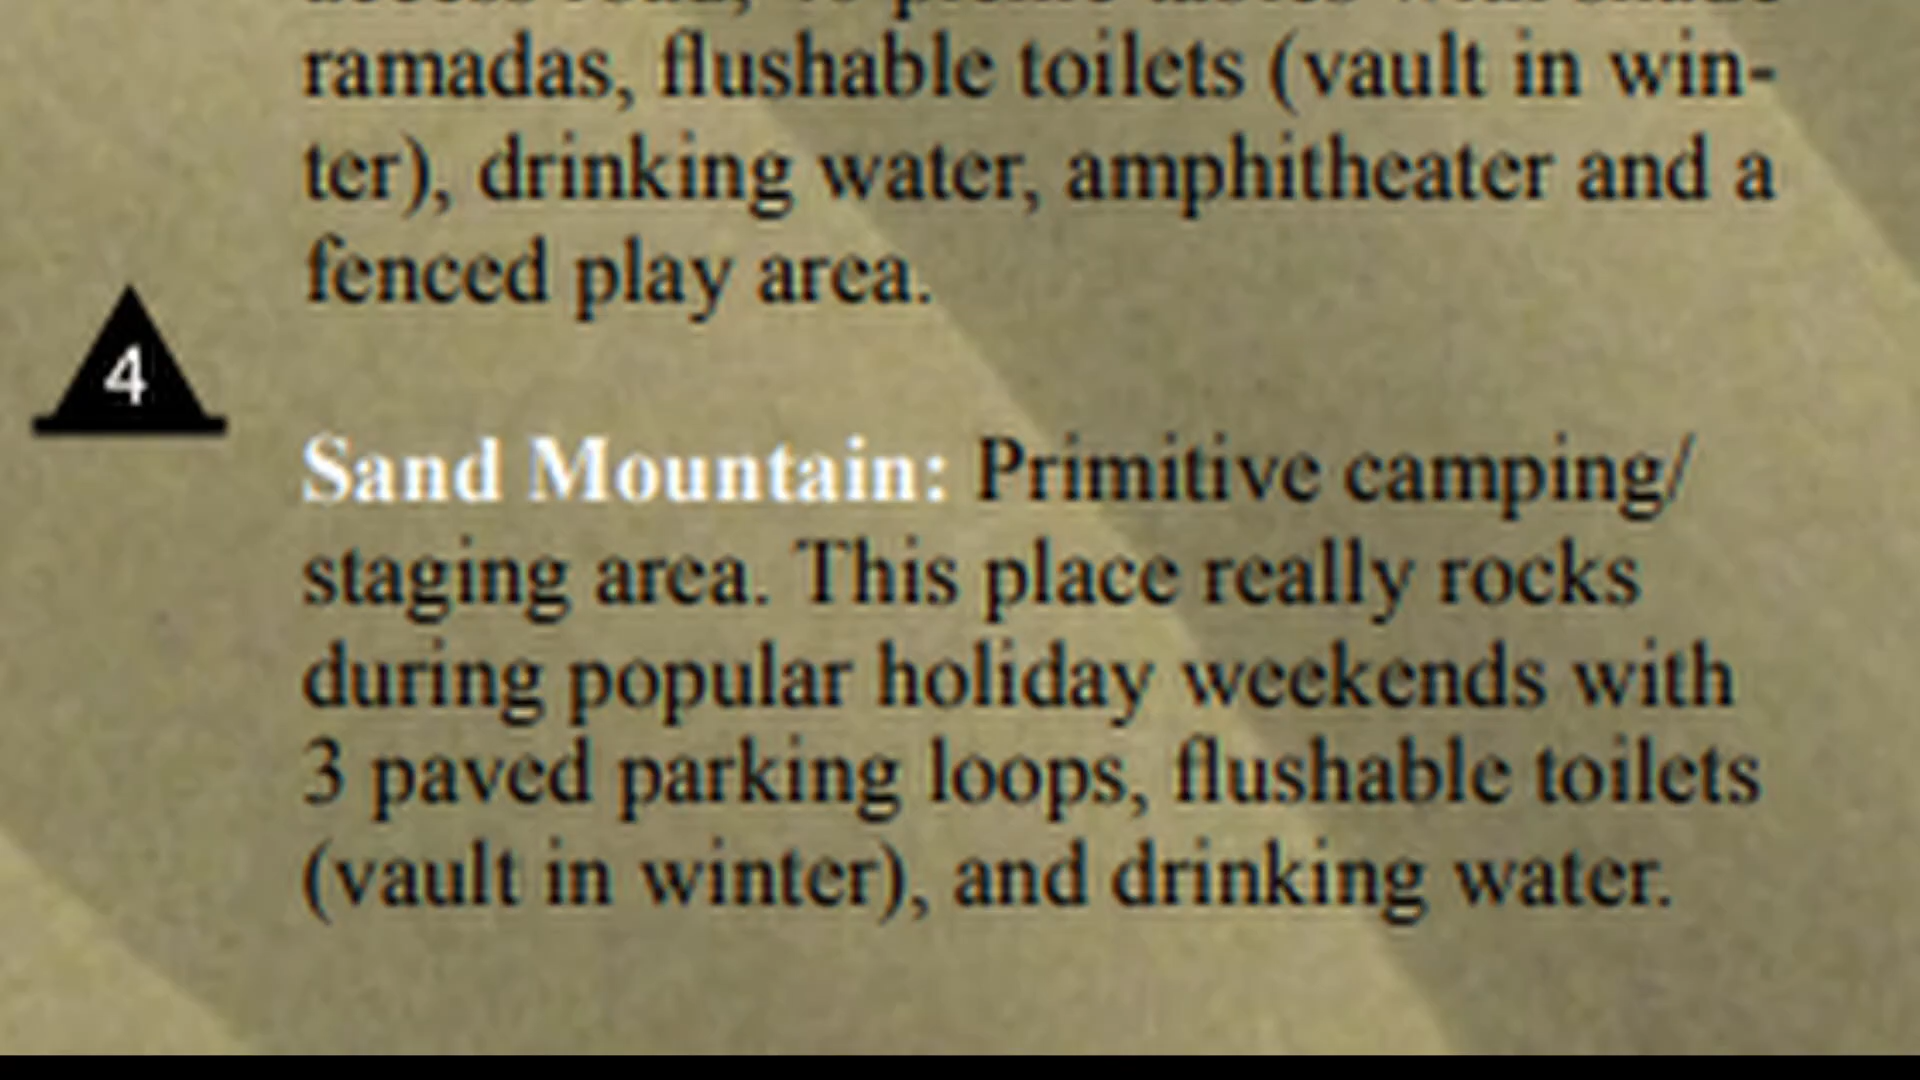 ramadas, flushable toilets (vault in win-
ter), drinking water, amphitheater and a
fenced play area.
4
Sand Mountain: Primitive camping/
staging area. This place really rocks
during popular holiday weekends with
3 paved parking loops, flushable toilets
(vault in winter), and drinking water.